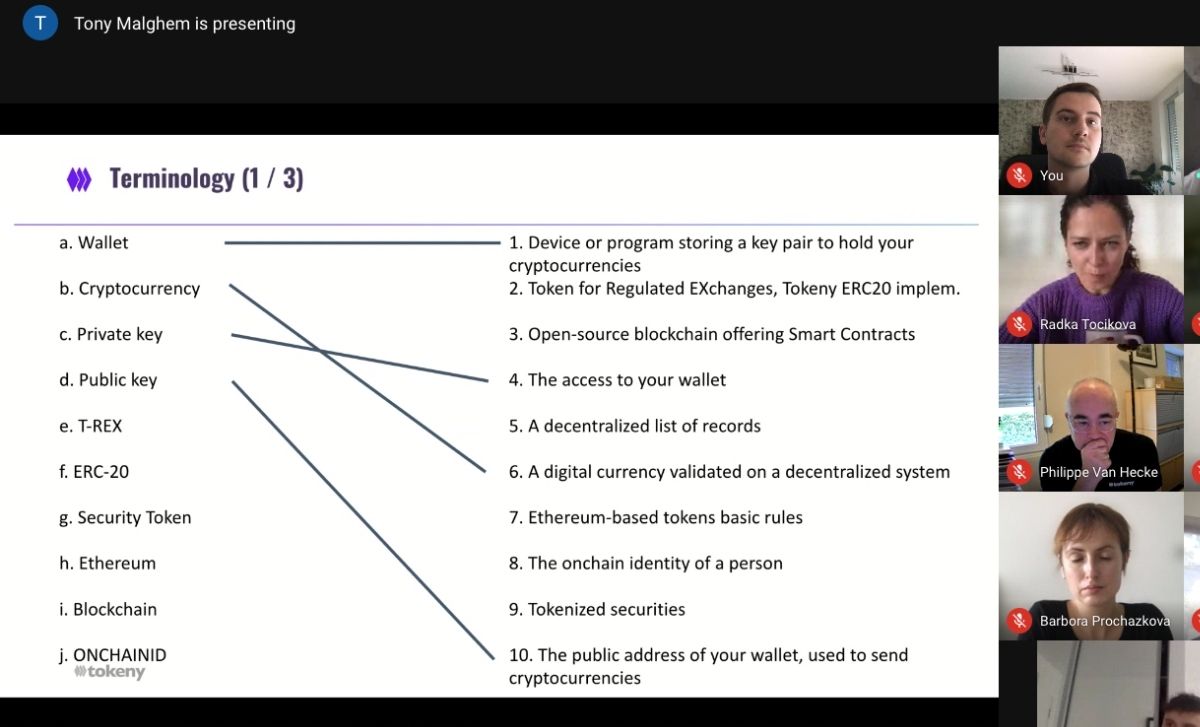 T
Tony Malghem is presenting
Terminology (1 / 3)
a. Wallet
b. Cryptocurrency
c. Private key
d. Public key
e. T-REX
f. ERC-20
g. Security Token
h. Ethereum
i. Blockchain
j. ONCHAINID
tokeny
1. Device or program storing a key pair to hold your
cryptocurrencies
2. Token for Regulated EXchanges, Tokeny ERC20 implem.
3. Open-source blockchain offering Smart Contracts
4. The access to your wallet
5. A decentralized list of records
6. A digital currency validated on a decentralized system
7. Ethereum-based tokens basic rules
8. The onchain identity of a person
9. Tokenized securities
10. The public address of your wallet, used to send
cryptocurrencies
You
Radka Tocikova
Philippe Van Hecke
Barbora Prochazkova